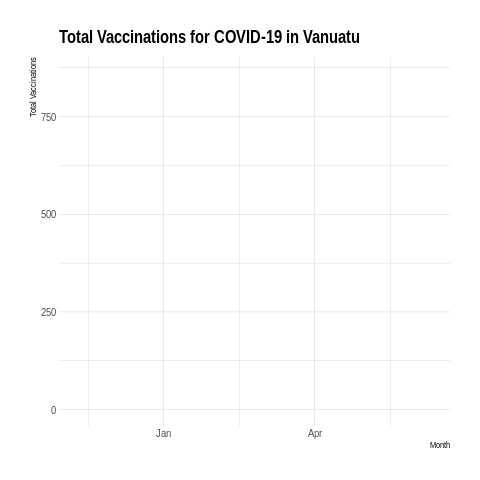 Total Vaccinations for COVID-19 in Vanuatu
Total Vaccinations
750
500
250
0
Jan
Apr
Month